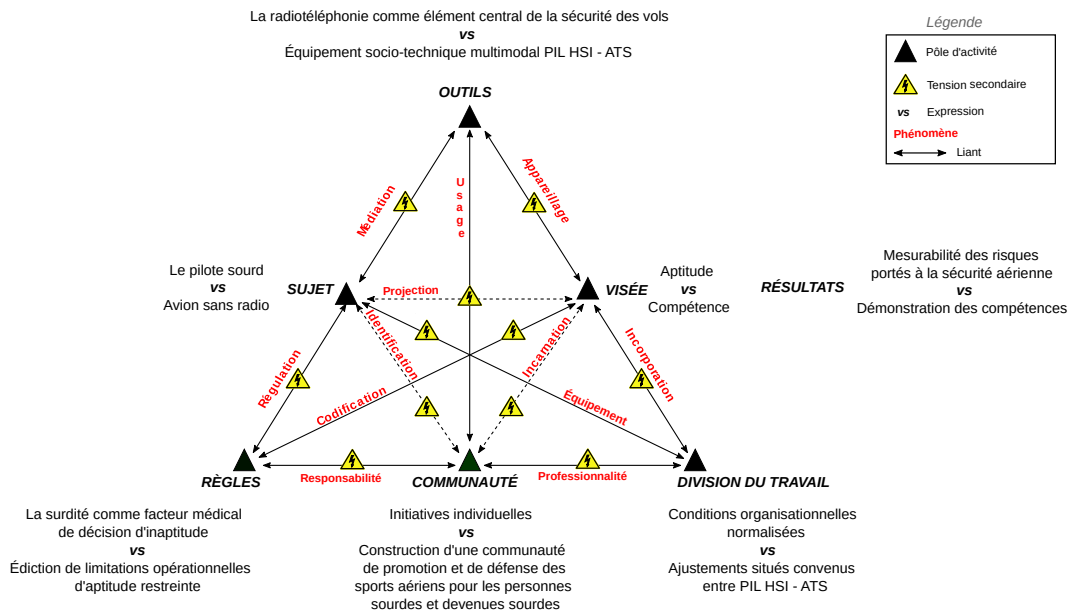 La radiotéléphonie comme élément central de la sécurité des vols
vs
Équipement socio-technique multimodal PIL HSI - ATS
Légende
Pôle d'activité
Tension secondaire
vs Expression
Phénomène
Liant
OUTILS
Médiation
Usage
Appareillage
Le pilote sourd
vs
Avion sans radio
SUJET
Projection
VISÉE
Aptitude
vs
Compétence
RÉSULTATS
Mesurabilité des risques
portés à la sécurité aérienne
vs
Démonstration des compétences
Régulation
Identification
Incarnation
Incorporation
Codification
Équipement
RÈGLES
Responsabilité
COMMUNAUTÉ
Professionnalité
DIVISION DU TRAVAIL
La surdité comme facteur médical
de décision d'inaptitude
vs
Édiction de limitations opérationnelles
d'aptitude restreinte
Initiatives individuelles
vs
Construction d'une communauté
de promotion et de défense des
sports aériens pour les personnes
sourdes et devenues sourdes
Conditions organisationnelles
normalisées
vs
Ajustements situés convenus
entre PIL HSI - ATS